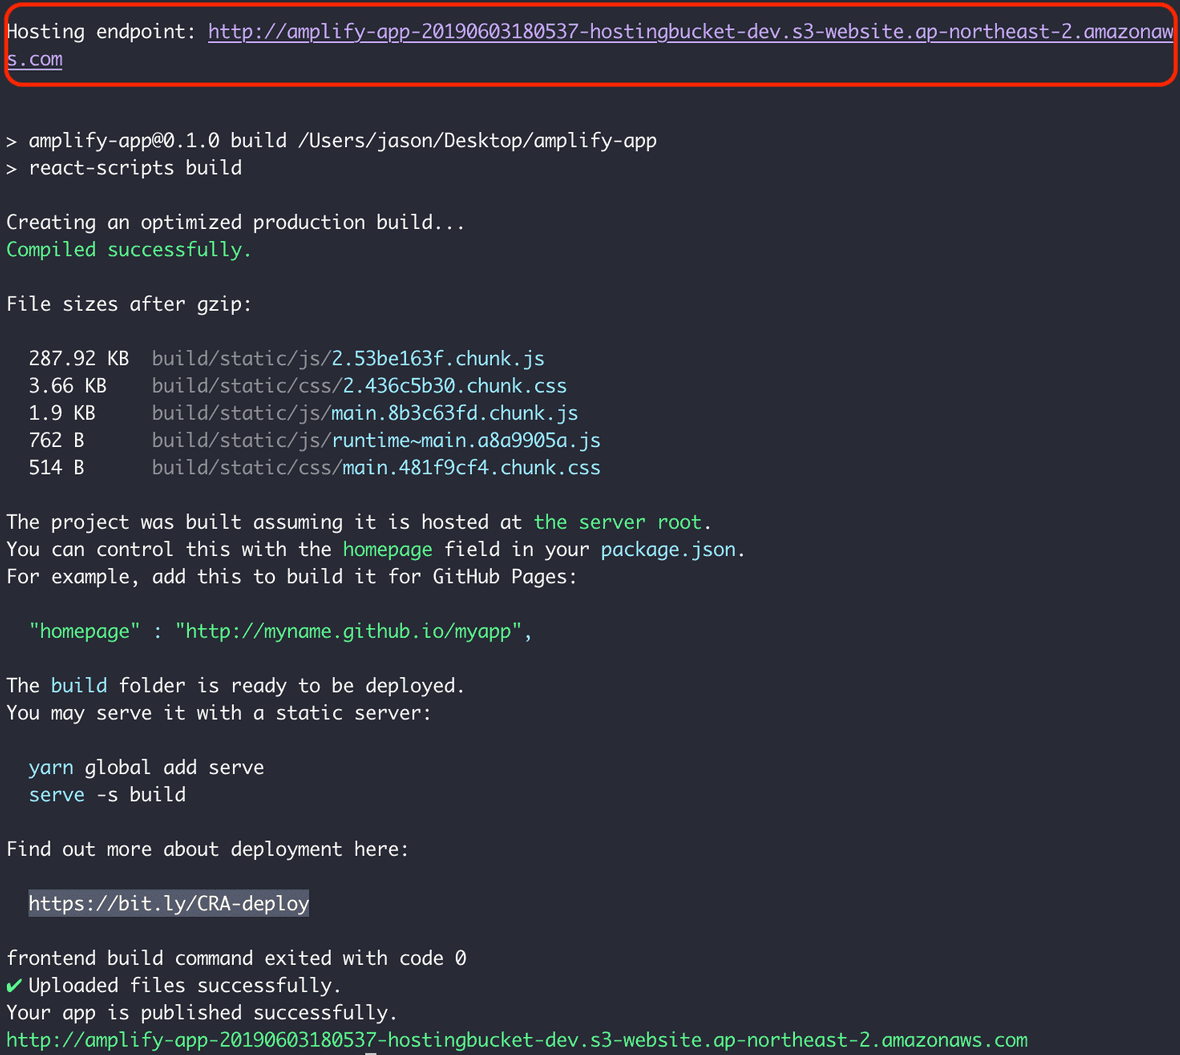 Hosting endpoint: http://amplify-app-20190603180537-hostingbucket-dev.s3-website.ap-northeast-2.amazonaw
s.com
> amplify-app@0.1.0 build /Users/jason/Desktop/amplify-app
> react-scripts build
Creating an optimized production build...
Compiled successfully.
File sizes after gzip:
287.92 KB  build/static/js/2.53be163f.chunk.js
3.66 KB    build/static/css/2.436c5b30.chunk.css
1.9 KB     build/static/js/main.8b3c63fd.chunk.js
762 B      build/static/js/runtime~main.a8a9905a.js
514 B      build/static/css/main.481f9cf4.chunk.css
The project was built assuming it is hosted at the server root.
You can control this with the homepage field in your package.json.
For example, add this to build it for GitHub Pages:
"homepage" : "http://myname.github.io/myapp",
The build folder is ready to be deployed.
You may serve it with a static server:
yarn global add serve
serve -s build
Find out more about deployment here:
https://bit.ly/CRA-deploy
frontend build command exited with code 0
✔ Uploaded files successfully.
Your app is published successfully.
http://amplify-app-20190603180537-hostingbucket-dev.s3-website.ap-northeast-2.amazonaws.com